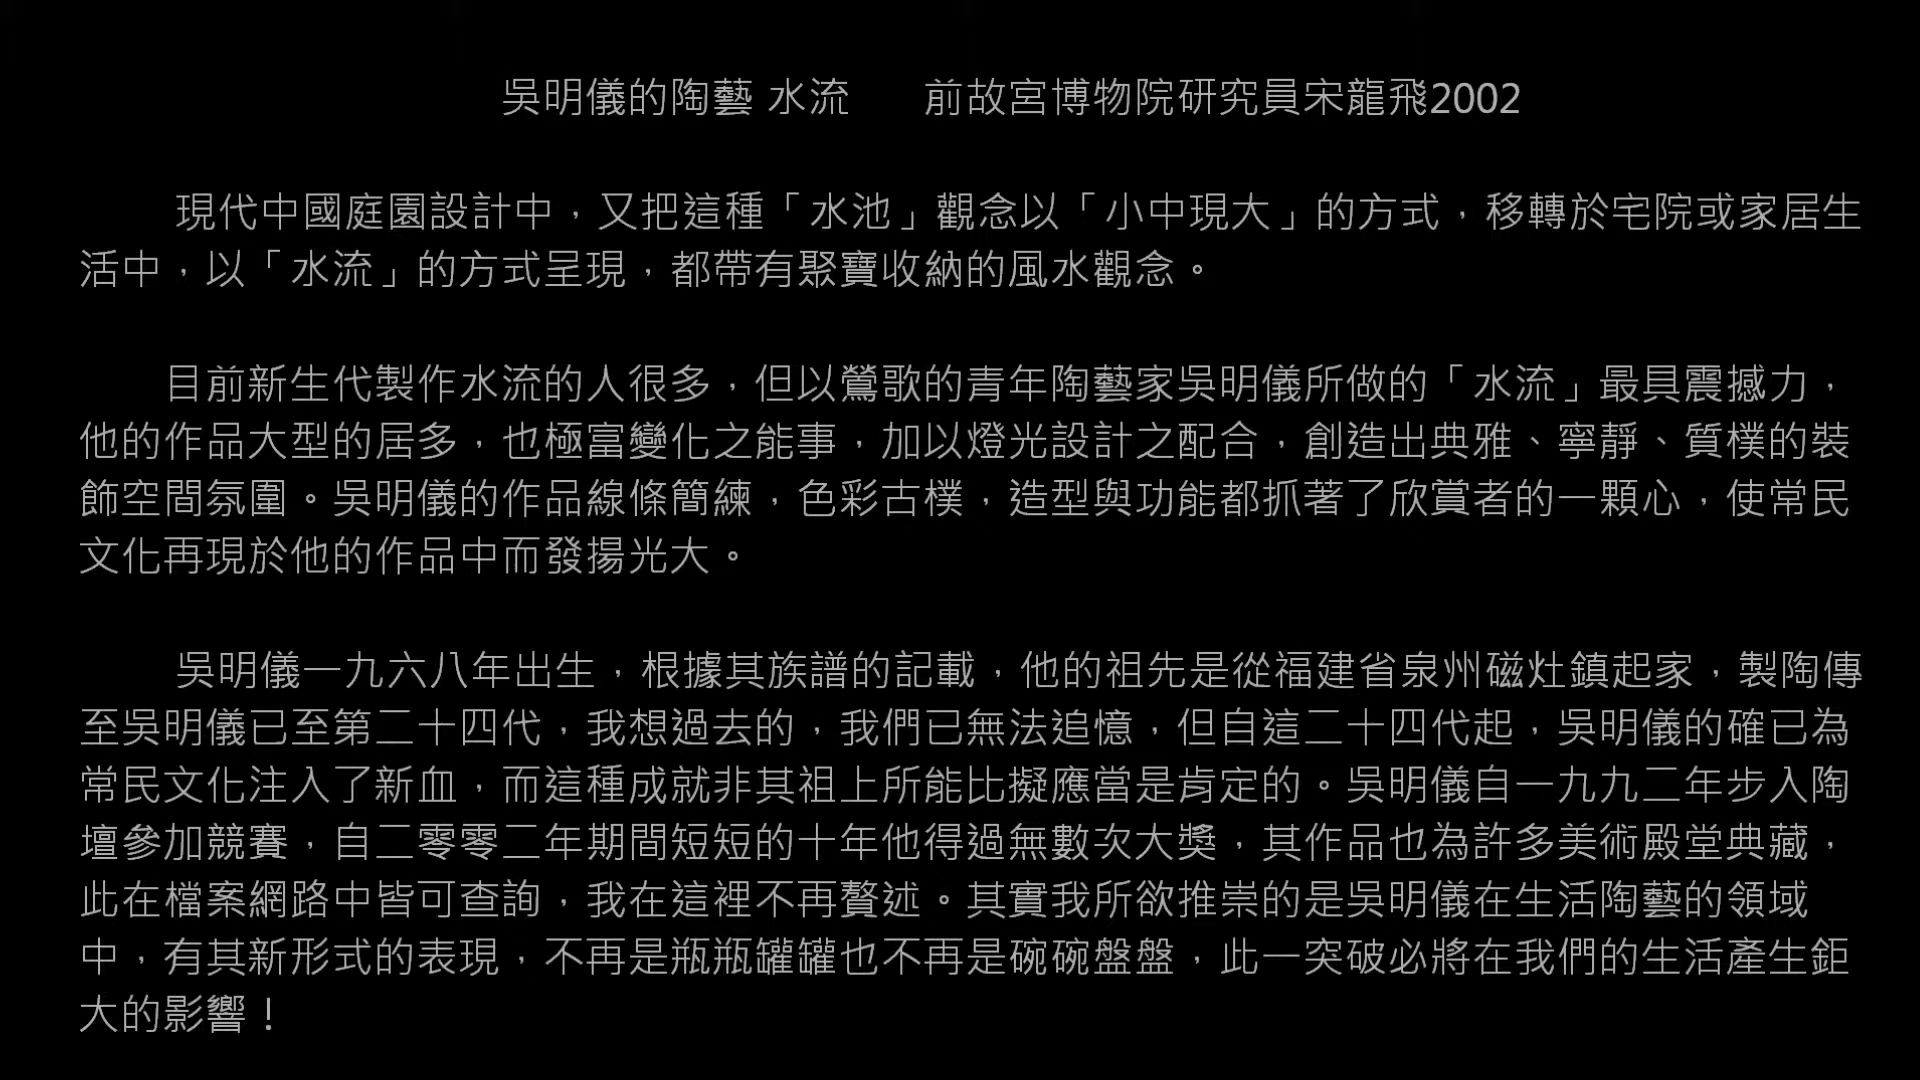 吳明儀的陶藝 水流　前故宮博物院研究員宋龍飛2002
現代中國庭園設計中，又把這種「水池」觀念以「小中現大」的方式，移轉於宅院或家居生
活中，以「水流」的方式呈現，都帶有聚寶收納的風水觀念。
目前新生代製作水流的人很多，但以鶯歌的青年陶藝家吳明儀所做的「水流」最具震撼力，
他的作品大型的居多，也極富變化之能事，加以燈光設計之配合，創造出典雅、寧靜、質樸的裝
飾空間氛圍。吳明儀的作品線條簡練，色彩古樸，造型與功能都抓著了欣賞者的一顆心，使常民
文化再現於他的作品中而發揚光大。
吳明儀一九六八年出生，根據其族譜的記載，他的祖先是從福建省泉州磁灶鎮起家，製陶傳
至吳明儀已至第二十四代，我想過去的，我們已無法追憶，但自這二十四代起，吳明儀的確已為
常民文化注入了新血，而這種成就非其祖上所能比擬應當是肯定的。吳明儀自一九九二年步入陶
壇參加競賽，自二零零二年期間短短的十年他得過無數次大獎，其作品也為許多美術殿堂典藏，
此在檔案網路中皆可查詢，我在這裡不再贅述。其實我所欲推崇的是吳明儀在生活陶藝的領域
中，有其新形式的表現，不再是瓶瓶罐罐也不再是碗碗盤盤，此一突破必將在我們的生活產生鉅
大的影響！